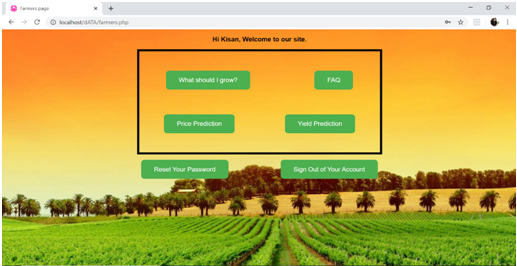 farmers page
localhost/dATA/farmers.php
Hi Kisan, Welcome to our site.
What should I grow?
FAQ
Price Prediction
Yield Prediction
Reset Your Password
Sign Out of Your Account